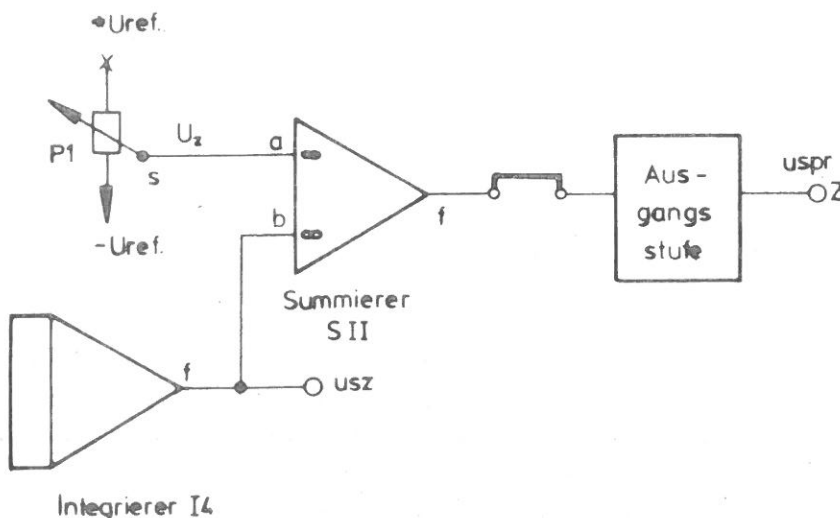 +Uref.
P1
s
Uz
-Uref.
a
b
f
Summierer
S II
Aus-
gangs
stufe
uspr
Z
f
usz
Integrierer I4